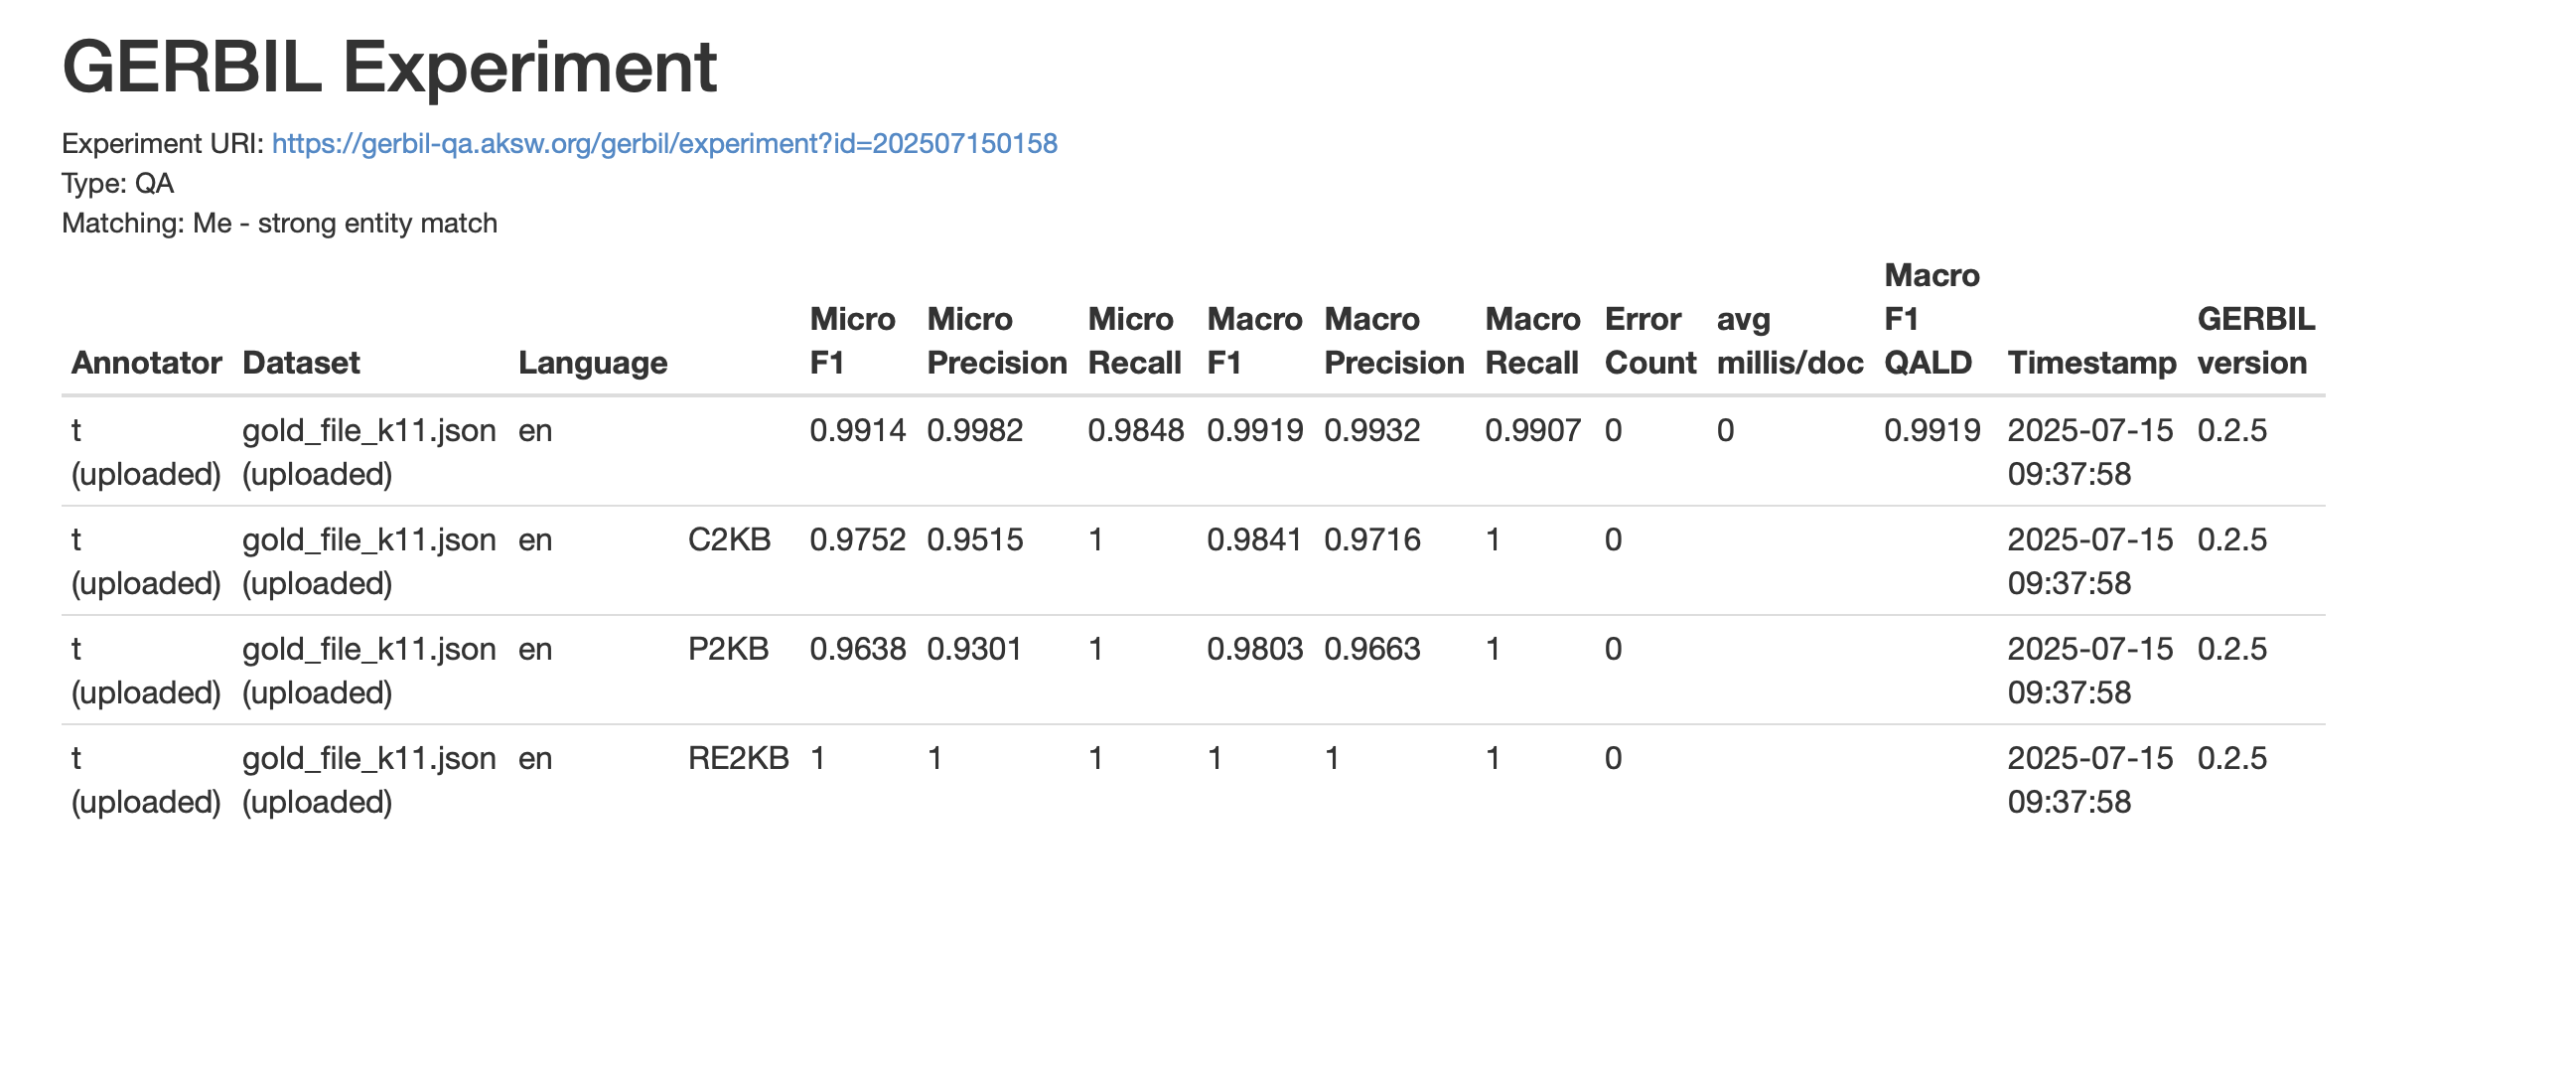 GERBIL Experiment
Experiment URI: https://gerbil-qa.aksw.org/gerbil/experiment?id=202507150158
Type: QA
Matching: Me - strong entity match
Annotator Dataset Language Micro F1 Micro Precision Micro Recall Macro F1 Macro Precision Macro Recall Error Count avg millis/doc Macro F1 QALD Timestamp GERBIL version
t (uploaded) gold_file_k11.json (uploaded) en 0.9914 0.9982 0.9848 0.9919 0.9932 0.9907 0 0 0.9919 2025-07-15 09:37:58 0.2.5
t (uploaded) gold_file_k11.json (uploaded) en C2KB 0.9752 0.9515 1 0.9841 0.9716 1 0 2025-07-15 09:37:58 0.2.5
t (uploaded) gold_file_k11.json (uploaded) en P2KB 0.9638 0.9301 1 0.9803 0.9663 1 0 2025-07-15 09:37:58 0.2.5
t (uploaded) gold_file_k11.json (uploaded) en RE2KB 1 1 1 1 1 1 0 2025-07-15 09:37:58 0.2.5